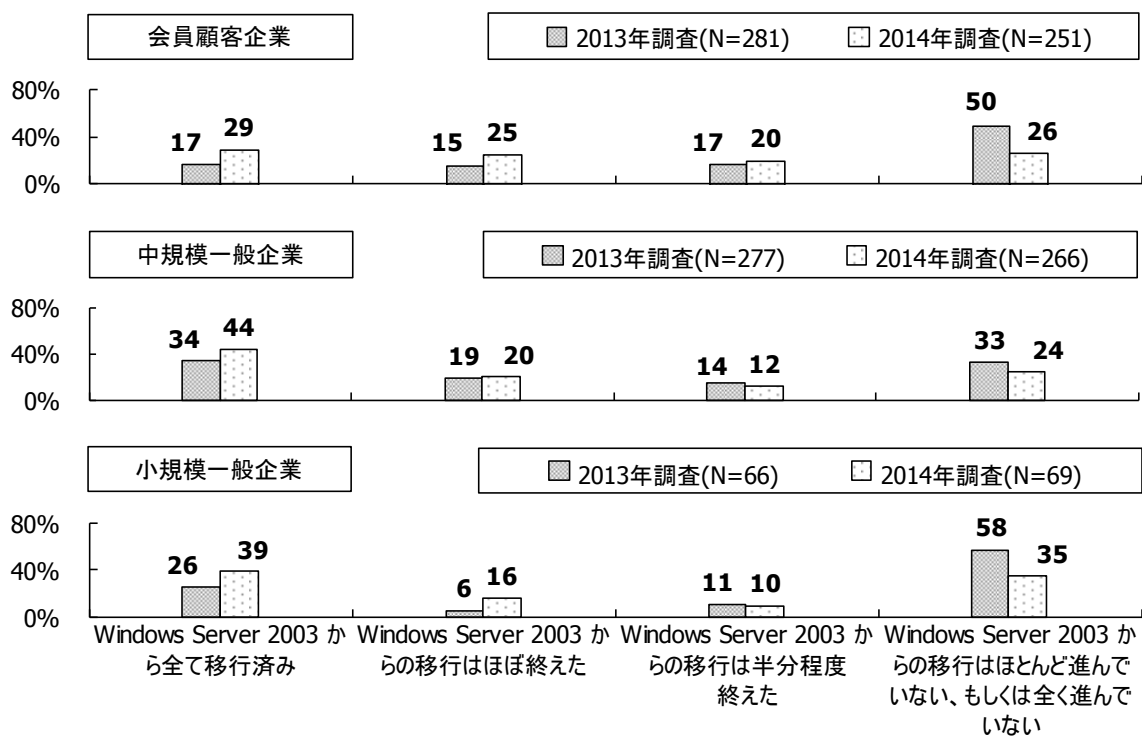 会員顧客企業
2013年調査(N=281) 2014年調査(N=251)
80%
40%
0%
17 29 15 25 17 20 50 26
中規模一般企業
2013年調査(N=277) 2014年調査(N=266)
80%
40%
0%
34 44 19 20 14 12 33 24
小規模一般企業
2013年調査(N=66) 2014年調査(N=69)
80%
40%
0%
26 39 6 16 11 10 58 35
Windows Server 2003 か
ら全て移行済み
Windows Server 2003 か
らの移行はほぼ終えた
Windows Server 2003 か
らの移行は半分程度
終えた
Windows Server 2003 か
らの移行はほとんど進んで
いない、もしくは全く進んで
いない